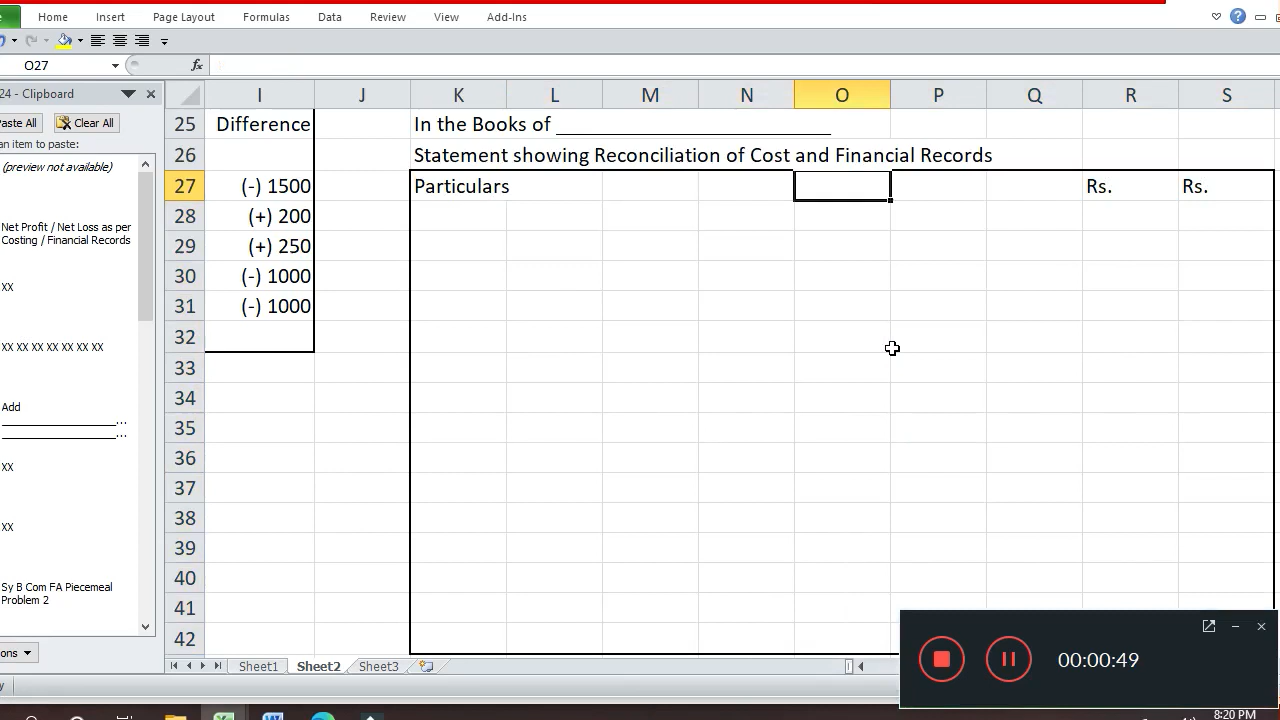 Home Insert Page Layout Formulas Data Review View Add-Ins
O27 fx
24 - Clipboard
Paste All Clear All
an item to paste:
(preview not available)
Net Profit / Net Loss as per
Costing / Financial Records
XX
XX XX XX XX XX XX XX
Add
_________________...
_________________...
XX
XX
Sy B Com FA Piecemeal
Problem 2
I J K L M N O P Q R S
25 Difference In the Books of _________________________
26 Statement showing Reconciliation of Cost and Financial Records
27 (-) 1500 Particulars Rs. Rs.
28 (+) 200
29 (+) 250
30 (-) 1000
31 (-) 1000
32
33
34
35
36
37
38
39
40
41
42
Sheet1 Sheet2 Sheet3
00:00:49
8:20 PM